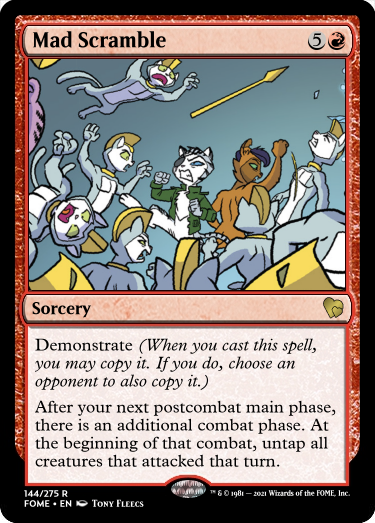 Mad Scramble 5
Sorcery
Demonstrate (When you cast this spell,
you may copy it. If you do, choose an
opponent to also copy it.)
After your next postcombat main phase,
there is an additional combat phase. At
the beginning of that combat, untap all
creatures that attacked that turn.
144/275 R
FOME • EN Tony Fleecs
™ & © 1981 — 2021 Wizards of the FOME, Inc.